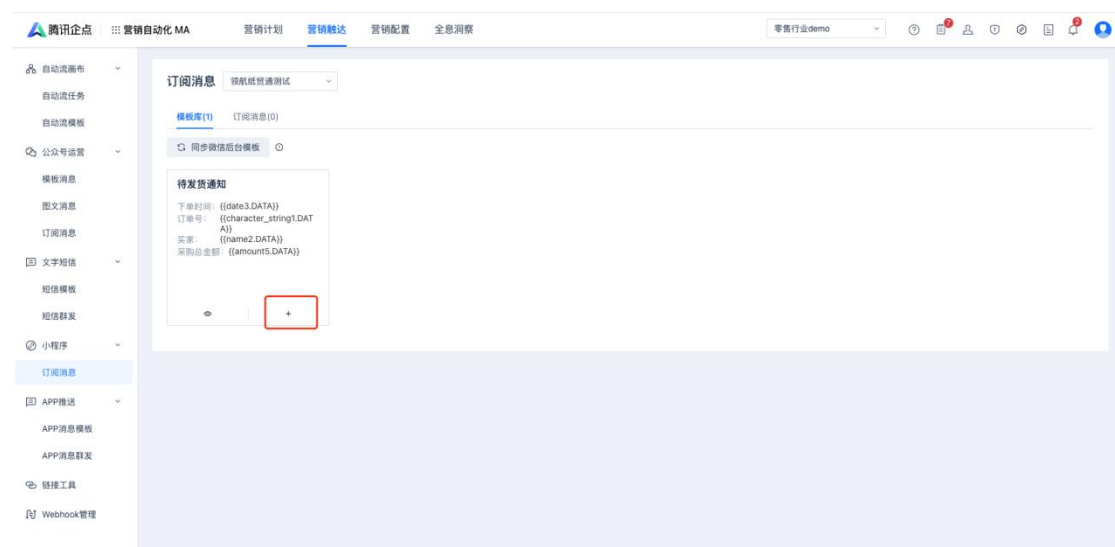 腾讯企点
营销自动化 MA
营销计划
营销触达
营销配置
全息洞察
零售行业demo
7
2
自动流画布
自动流任务
自动流模板
公众号运营
模板消息
图文消息
订阅消息
文字短信
短信模板
短信群发
小程序
订阅消息
APP推送
APP消息模板
APP消息群发
链接工具
Webhook管理
订阅消息
领航纸贸通测试
模板库(1)
订阅消息(0)
同步微信后台模板
待发货通知
下单时间: {{date3.DATA}}
订单号: {{character_string1.DAT
A}}
买家: {{name2.DATA}}
采购总金额: {{amount5.DATA}}
+